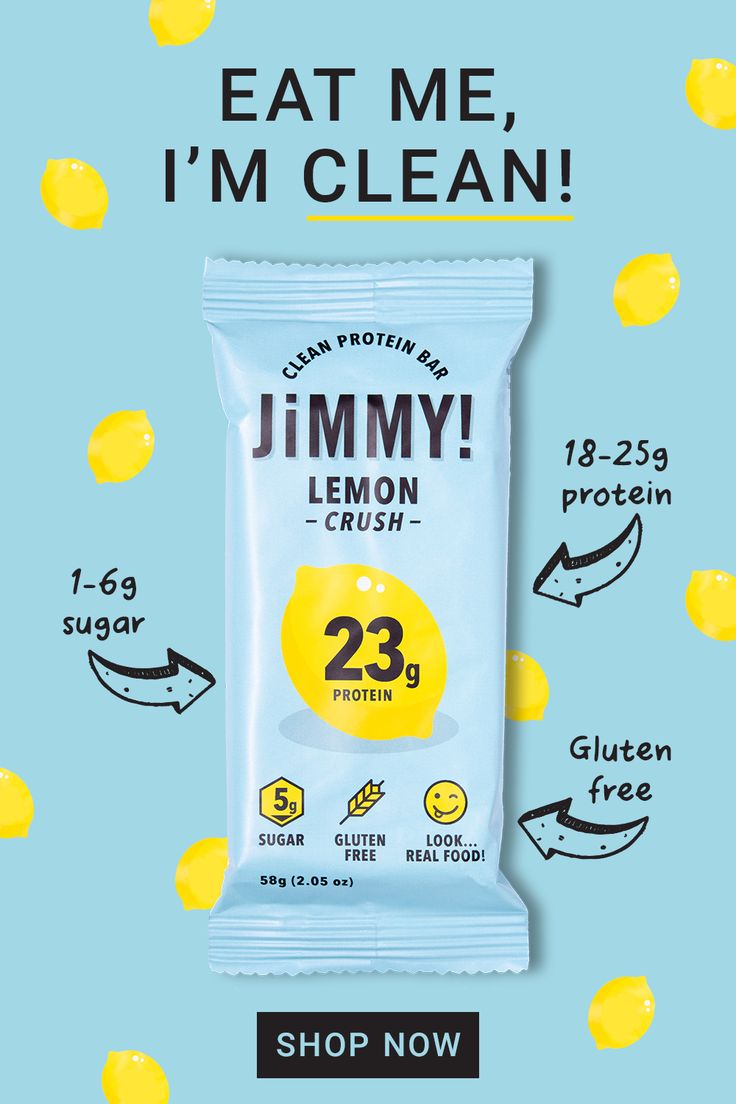 EAT ME,
I'M CLEAN!
CLEAN PROTEIN BAR
JiMMY!
LEMON
- CRUSH -
18-25g
protein
1-6g
sugar
23g
PROTEIN
Gluten
free
5g
SUGAR
GLUTEN
FREE
LOOK...
REAL FOOD!
58g (2.05 oz)
SHOP NOW